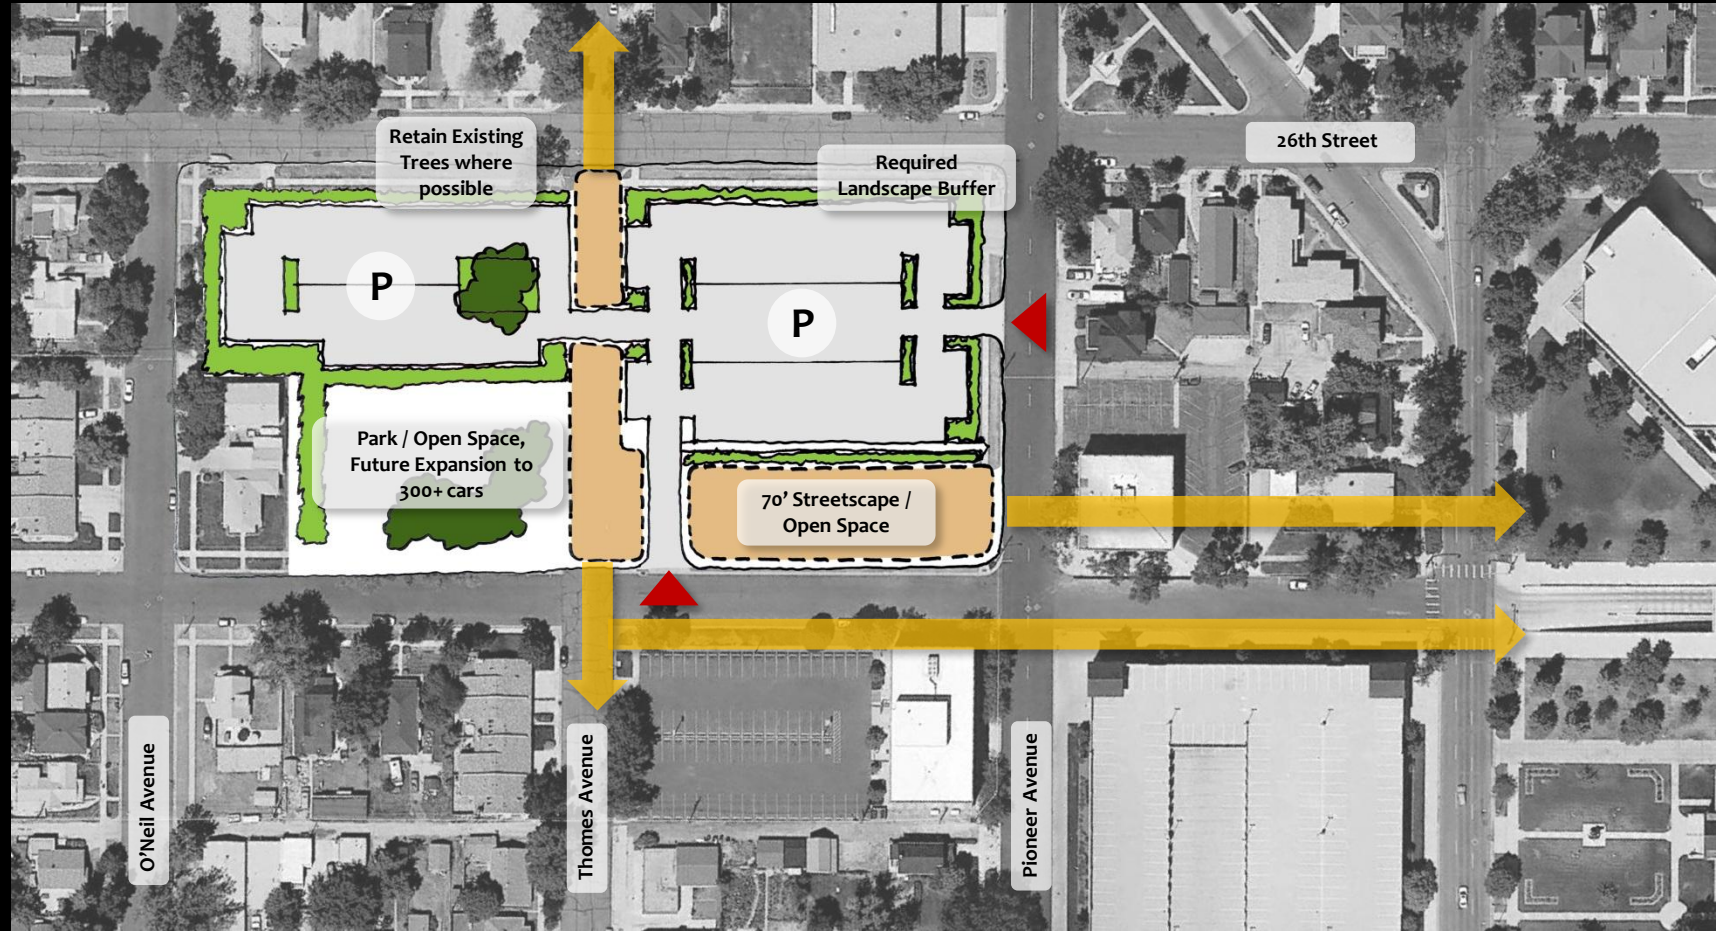 Retain Existing
Trees where
possible
Required
Landscape Buffer
26th Street
P
P
Park / Open Space,
Future Expansion to
300+ cars
70’ Streetscape /
Open Space
O’Neil Avenue
Thomes Avenue
Pioneer Avenue